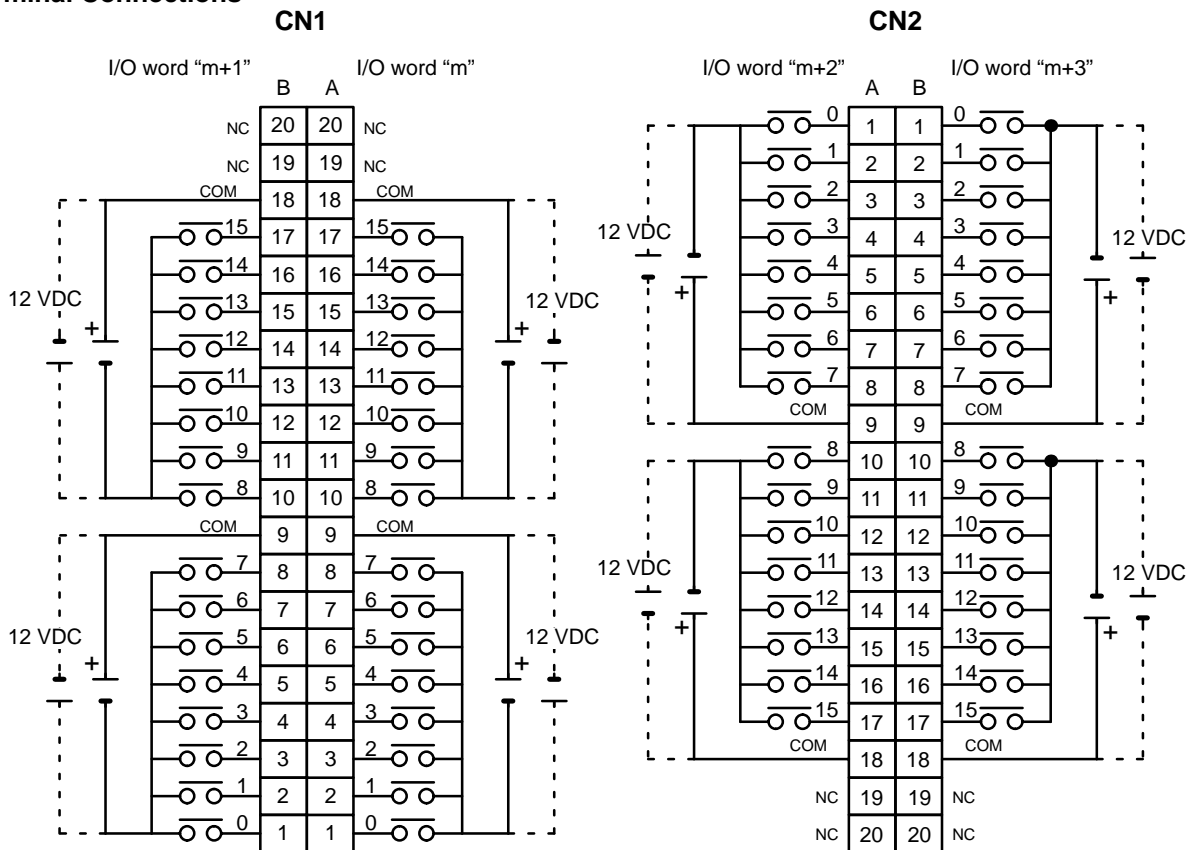 minal Connections
CN1
CN2
I/O word “m+1”
I/O word “m”
I/O word “m+2”
I/O word “m+3”
B A
A B
NC 20 20 NC
NC 19 19 NC
COM 18 18 COM
15 17 17 15
14 16 16 14
13 15 15 13
12 14 14 12
11 13 13 11
10 12 12 10
9 11 11 9
8 10 10 8
12 VDC
+
12 VDC
+
COM 9 9 COM
7 8 8 7
6 7 7 6
5 6 6 5
4 5 5 4
3 4 4 3
2 3 3 2
1 2 2 1
0 1 1 0
12 VDC
+
12 VDC
+
0 1 1 0
1 2 2 1
2 3 3 2
3 4 4 3
4 5 5 4
5 6 6 5
6 7 7 6
7 8 8 7
COM 9 9 COM
12 VDC
+
12 VDC
+
8 10 10 8
9 11 11 9
10 12 12 10
11 13 13 11
12 14 14 12
13 15 15 13
14 16 16 14
15 17 17 15
COM 18 18 COM
12 VDC
+
12 VDC
+
NC 19 19 NC
NC 20 20 NC